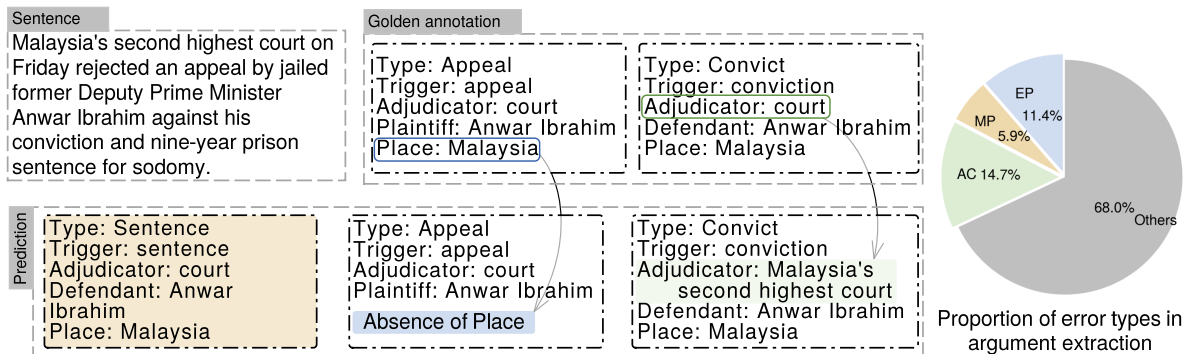 Sentence
Malaysia's second highest court on
Friday rejected an appeal by jailed
former Deputy Prime Minister
Anwar Ibrahim against his
conviction and nine-year prison
sentence for sodomy.
Golden annotation
Type: Appeal
Trigger: appeal
Adjudicator: court
Plaintiff: Anwar Ibrahim
Place: Malaysia
Type: Convict
Trigger: conviction
Adjudicator: court
Defendant: Anwar Ibrahim
Place: Malaysia
Prediction
Type: Sentence
Trigger: sentence
Adjudicator: court
Defendant: Anwar
Ibrahim
Place: Malaysia
Type: Appeal
Trigger: appeal
Adjudicator: court
Plaintiff: Anwar Ibrahim
Absence of Place
Type: Convict
Trigger: conviction
Adjudicator: Malaysia's
second highest court
Defendant: Anwar Ibrahim
Place: Malaysia
EP
11.4%
MP
5.9%
AC 14.7%
68.0%
Others
Proportion of error types in
argument extraction